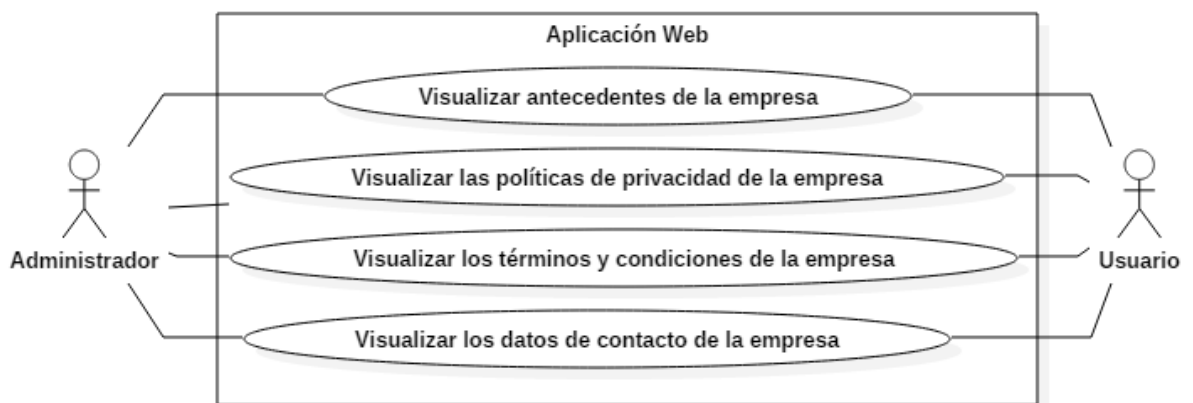 Aplicación Web
Visualizar antecedentes de la empresa
Visualizar las políticas de privacidad de la empresa
Administrador
Visualizar los términos y condiciones de la empresa
Usuario
Visualizar los datos de contacto de la empresa